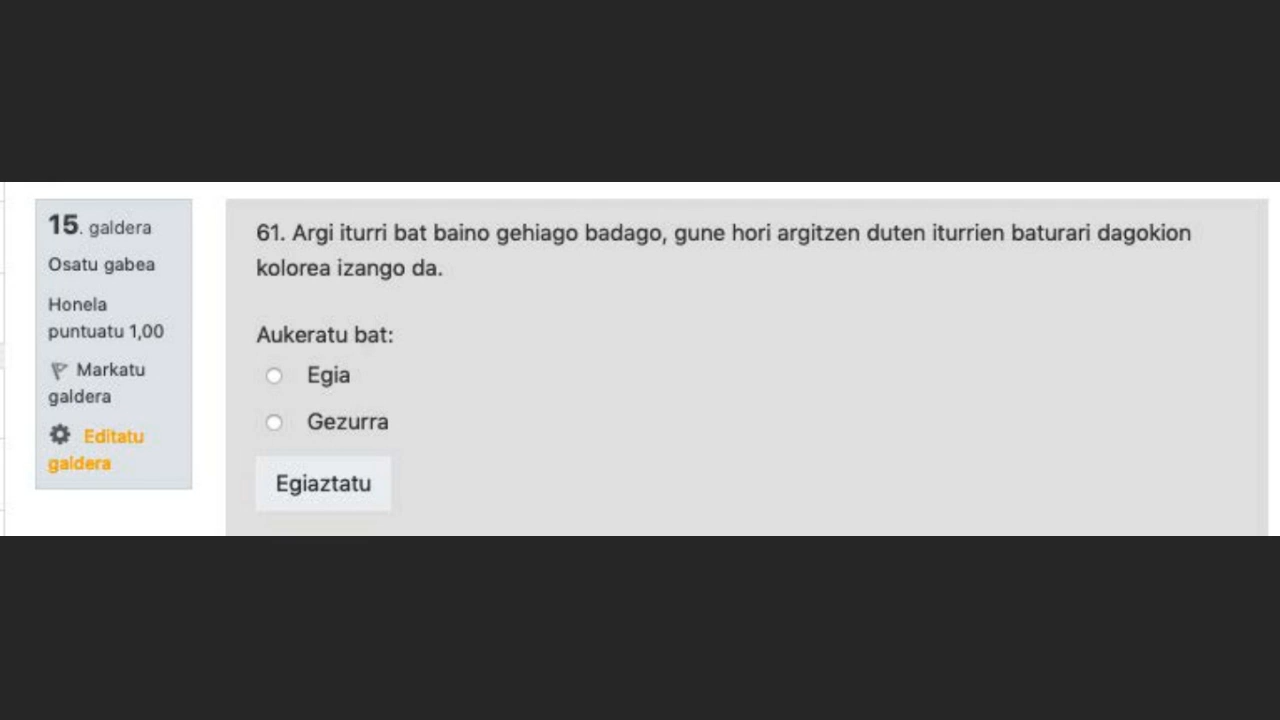 15. galdera
Osatu gabea
Honela
puntuatu 1,00
Markatu
galdera
Editatu
galdera
61. Argi iturri bat baino gehiago badago, gune hori argitzen duten iturrien baturari dagokion
kolorea izango da.
Aukeratu bat:
Egia
Gezurra
Egiaztatu